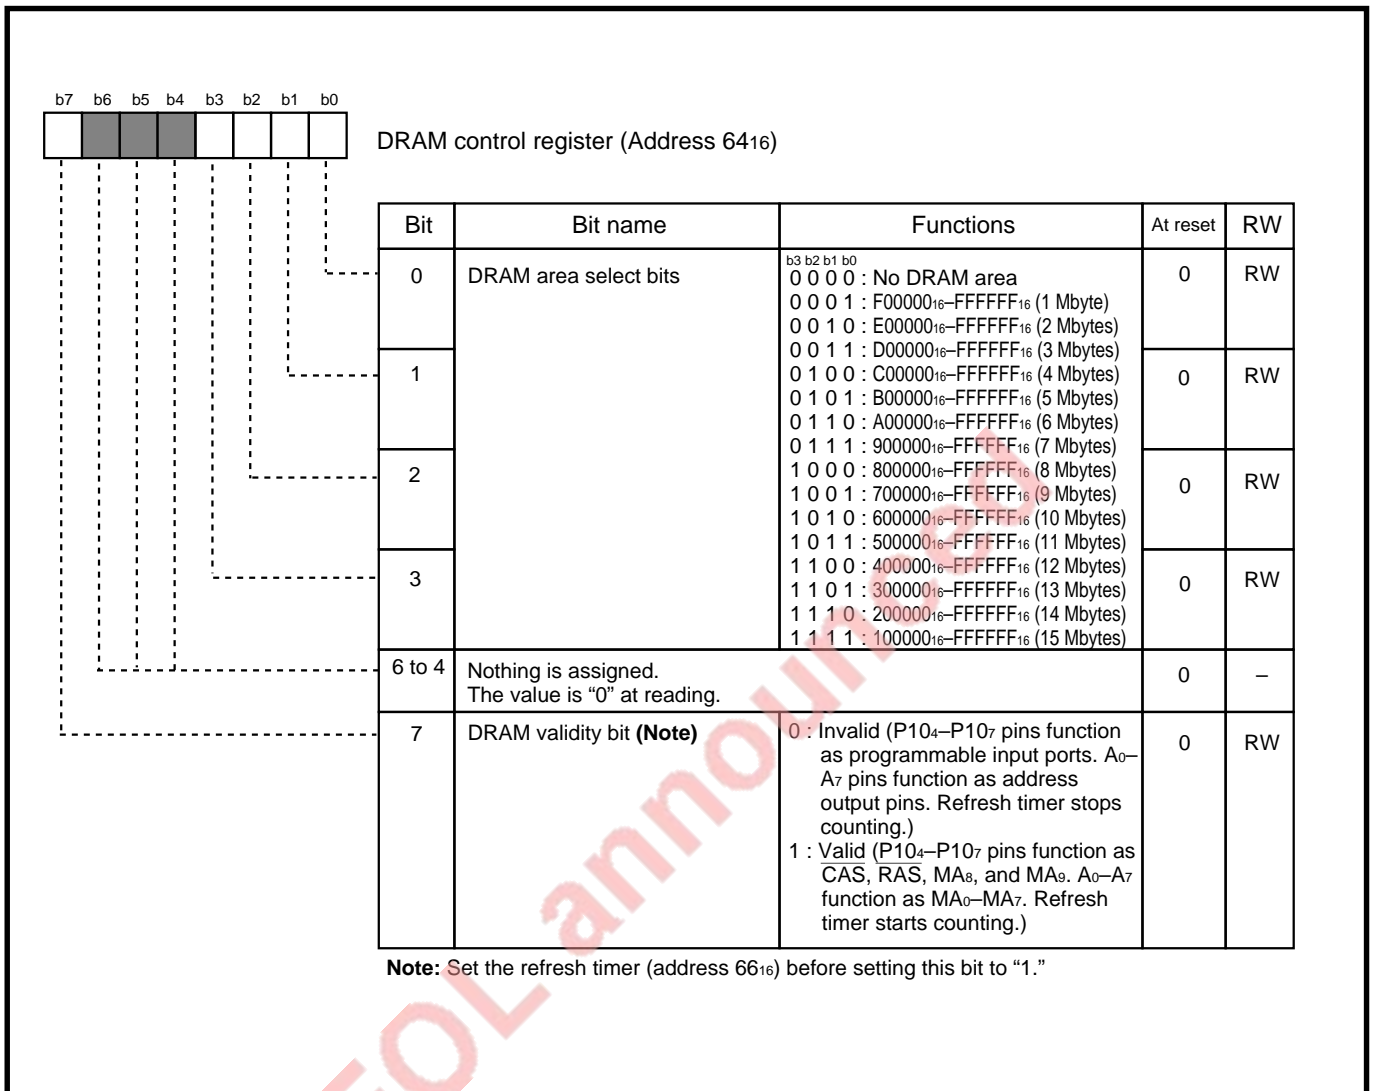 b7 b6 b5 b4 b3 b2 b1 b0
DRAM control register (Address 6416)
Bit Bit name Functions At reset RW
0 DRAM area select bits 0 RW
b3 b2 b1 b0
0 0 0 0 : No DRAM area
0 0 0 1 : F0000016–FFFFFF16 (1 Mbyte)
0 0 1 0 : E0000016–FFFFFF16 (2 Mbytes)
0 0 1 1 : D0000016–FFFFFF16 (3 Mbytes)
0 1 0 0 : C0000016–FFFFFF16 (4 Mbytes)
0 1 0 1 : B0000016–FFFFFF16 (5 Mbytes)
0 1 1 0 : A0000016–FFFFFF16 (6 Mbytes)
0 1 1 1 : 90000016–FFFFFF16 (7 Mbytes)
1 0 0 0 : 80000016–FFFFFF16 (8 Mbytes)
1 0 0 1 : 70000016–FFFFFF16 (9 Mbytes)
1 0 1 0 : 60000016–FFFFFF16 (10 Mbytes)
1 0 1 1 : 50000016–FFFFFF16 (11 Mbytes)
1 1 0 0 : 40000016–FFFFFF16 (12 Mbytes)
1 1 0 1 : 30000016–FFFFFF16 (13 Mbytes)
1 1 1 0 : 20000016–FFFFFF16 (14 Mbytes)
1 1 1 1 : 10000016–FFFFFF16 (15 Mbytes)
1 0 RW
2 0 RW
3 0 RW
6 to 4 Nothing is assigned. 0 –
The value is “0” at reading.
7 DRAM validity bit (Note) 0 RW
0 : Invalid (P104–P107 pins function
as programmable input ports. A0–
A7 pins function as address
output pins. Refresh timer stops
counting.)
1 : Valid (P104–P107 pins function as
CAS, RAS, MA8, and MA9. A0–A7
function as MA0–MA7. Refresh
timer starts counting.)
Note: Set the refresh timer (address 6616) before setting this bit to “1.”
EOL announced